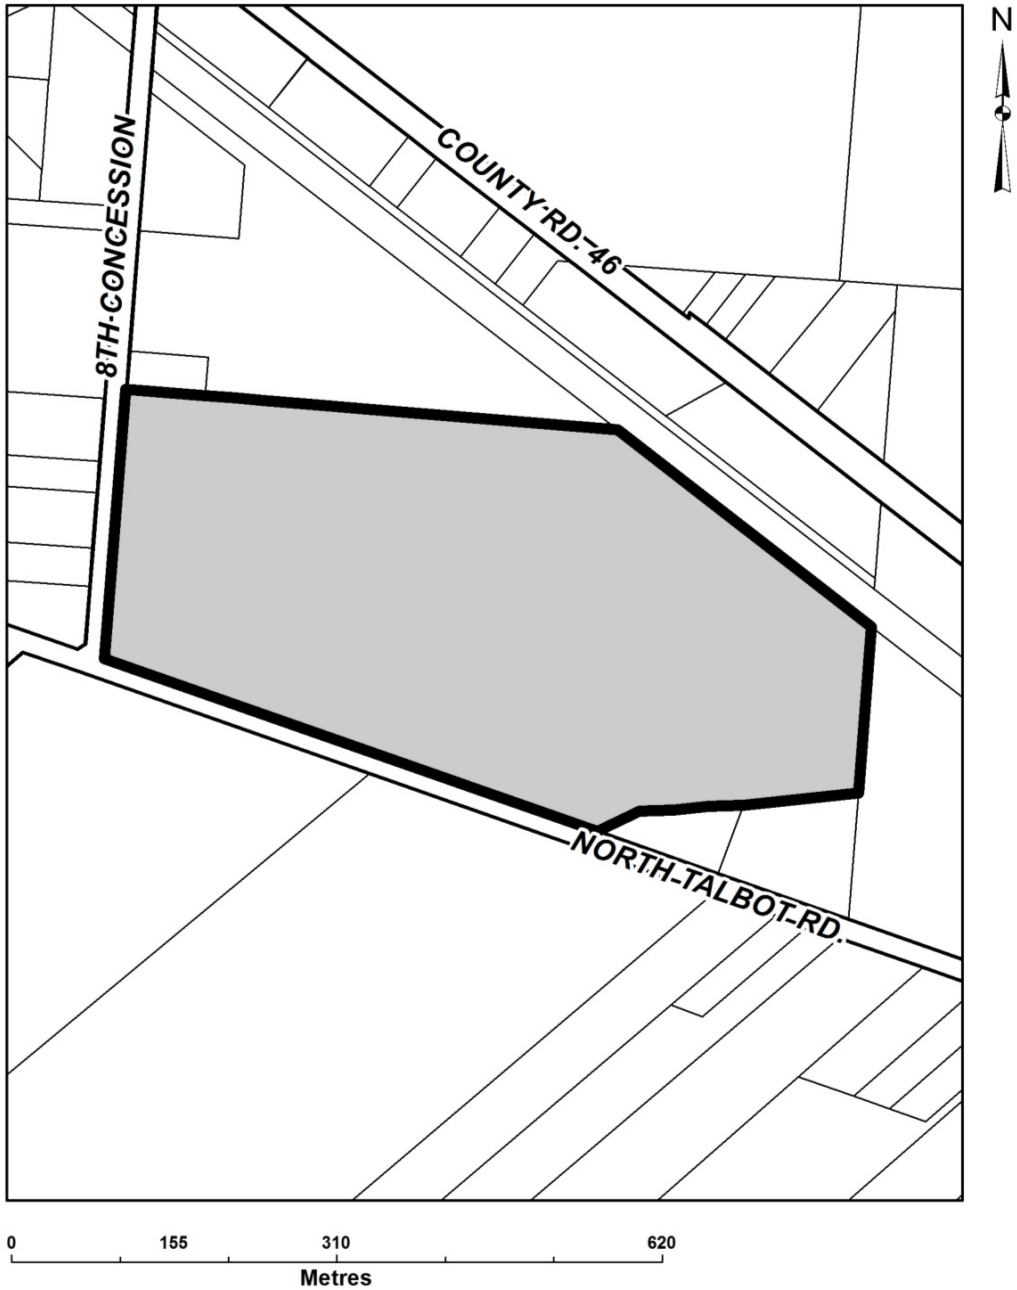 N
COUNTY RD. 46
8TH CONCESSION
NORTH TALBOT RD.
0 155 310 620
Metres